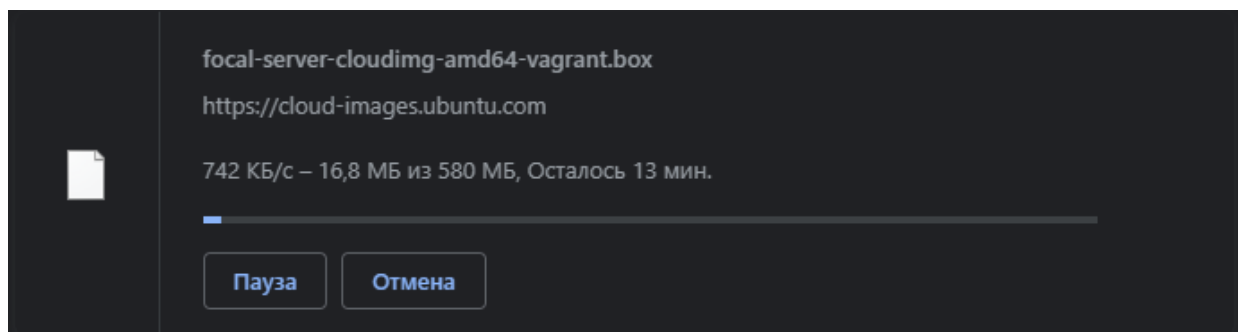 focal-server-cloudimg-amd64-vagrant.box
https://cloud-images.ubuntu.com
742 КБ/с – 16,8 МБ из 580 МБ, Осталось 13 мин.
Пауза Отмена